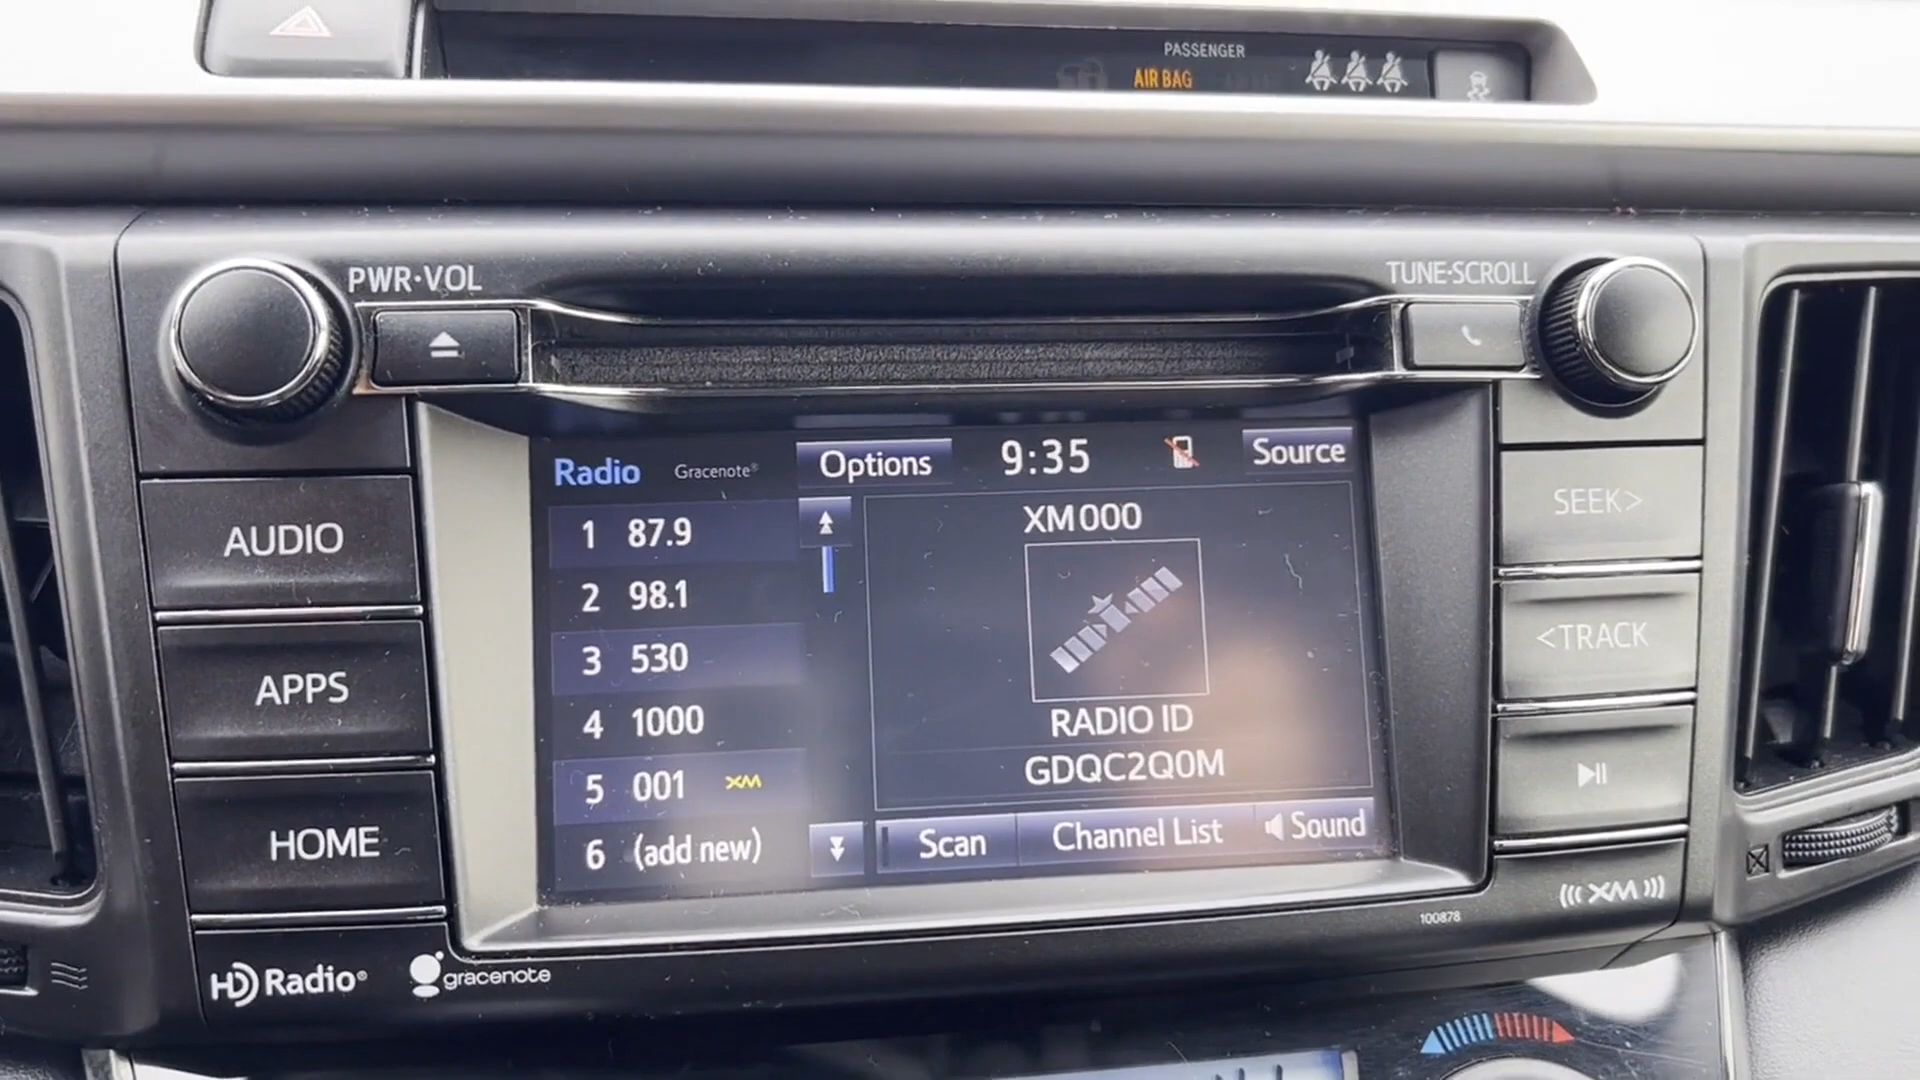 PASSENGER
AIR BAG
PWR·VOL
TUNE·SCROLL
Radio
Gracenote®
Options
9:35
Source
1 87.9
2 98.1
3 530
4 1000
5 001 XM
6 (add new)
XM000
RADIO ID
GDQC2Q0M
Scan
Channel List
Sound
AUDIO
APPS
HOME
SEEK>
<TRACK
XM
100878
HD Radio®
gracenote